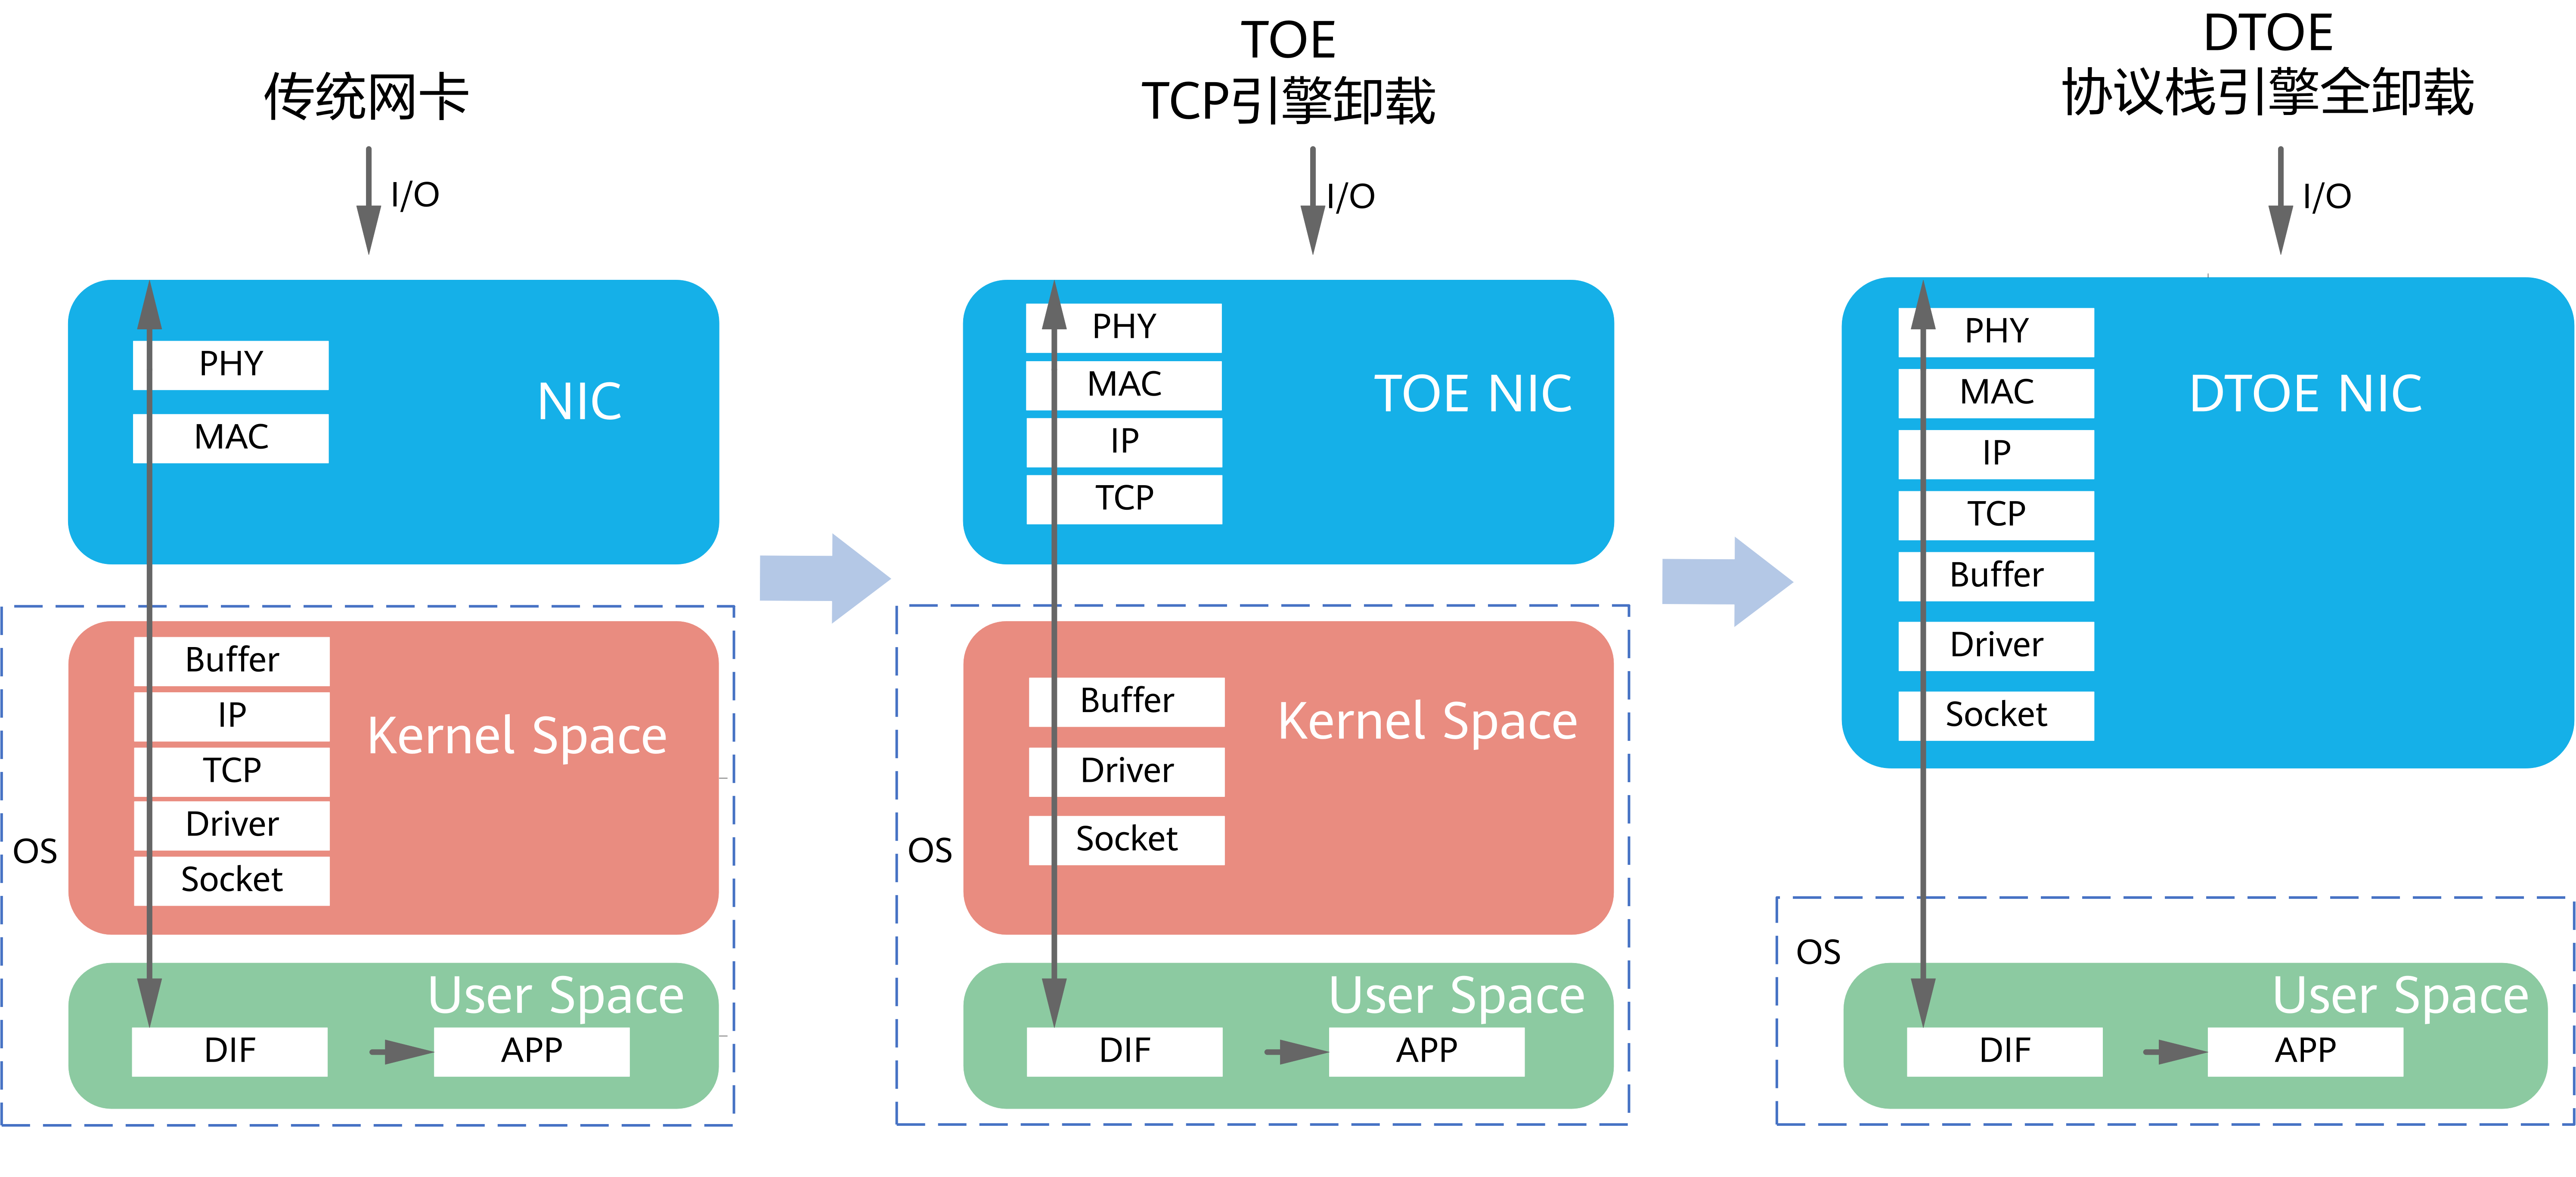 传统网卡
I/O
NIC
PHY
MAC
OS
Kernel Space
Buffer
IP
TCP
Driver
Socket
User Space
DIF
APP
TOE
TCP引擎卸载
I/O
TOE NIC
PHY
MAC
IP
TCP
OS
Kernel Space
Buffer
Driver
Socket
User Space
DIF
APP
DTOE
协议栈引擎全卸载
I/O
DTOE NIC
PHY
MAC
IP
TCP
Buffer
Driver
Socket
OS
User Space
DIF
APP